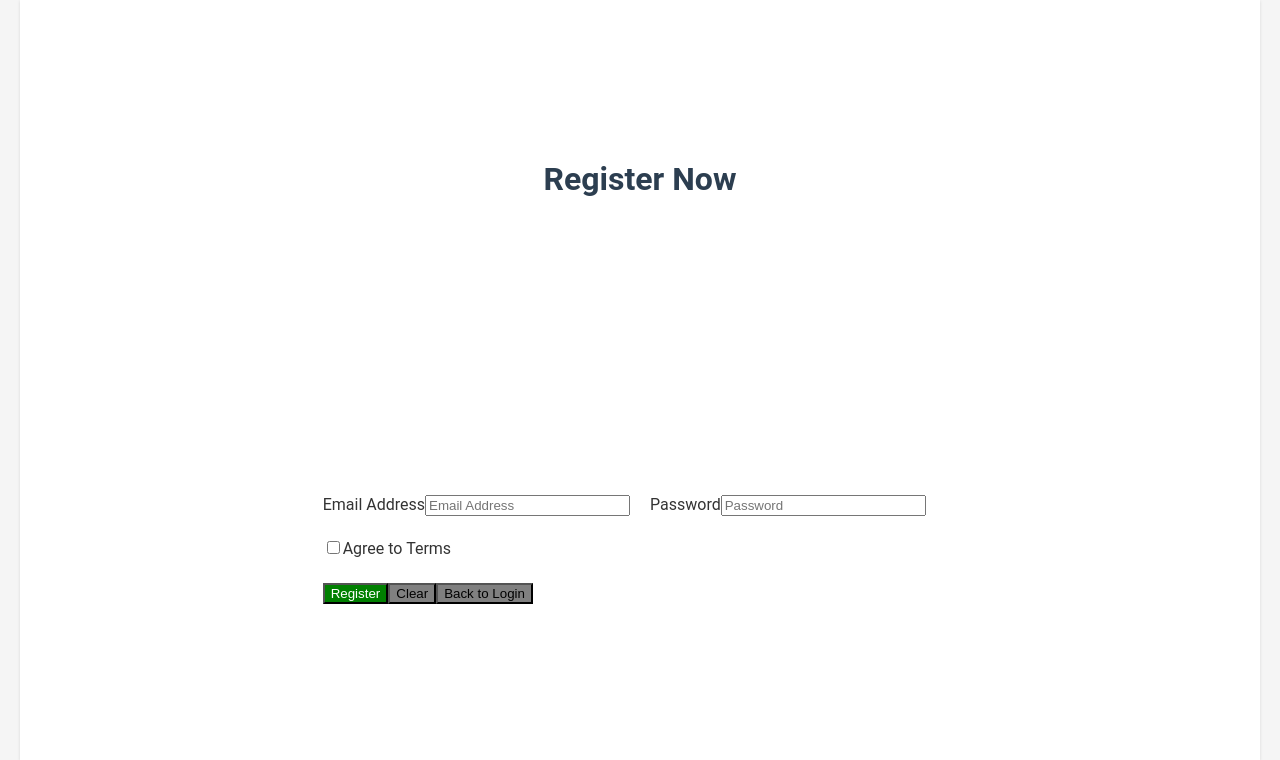 Register Now
Email Address Email Address Password Password
Agree to Terms
Register Clear Back to Login